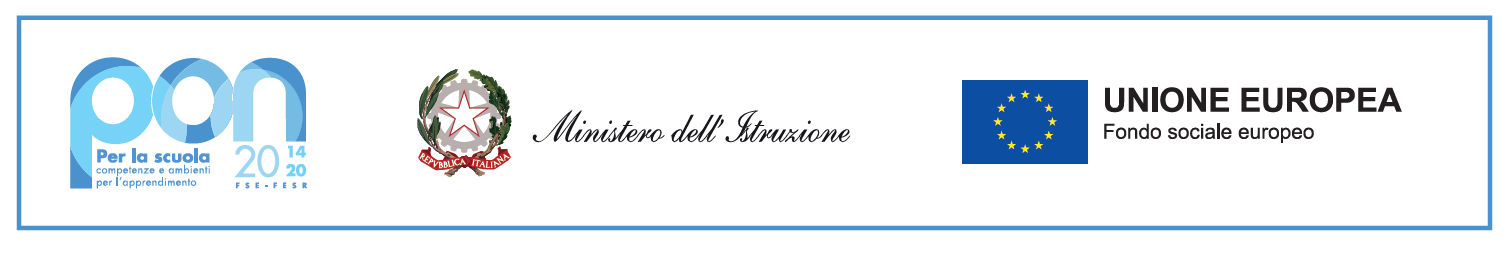 pon
Per la scuola
competenze e ambienti
per l'apprendimento
20 14
20
FSE-FESR
REPVBBLICA ITALIANA
Ministero dell'Istruzione
UNIONE EUROPEA
Fondo sociale europeo